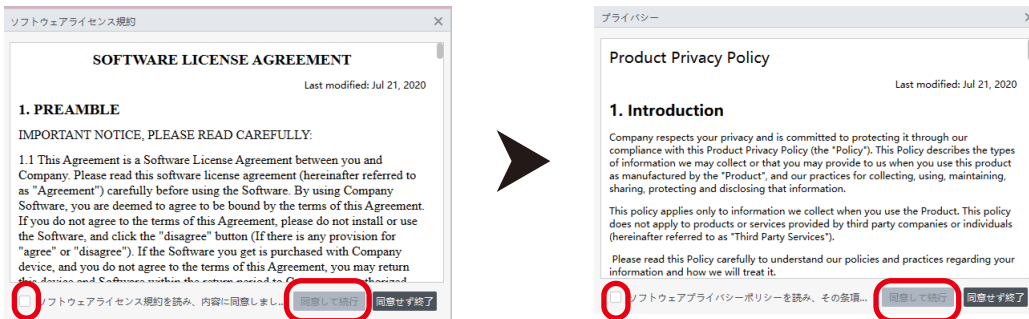 ソフトウェアライセンス規約
SOFTWARE LICENSE AGREEMENT
Last modified: Jul 21, 2020
1. PREAMBLE
IMPORTANT NOTICE, PLEASE READ CAREFULLY:
1.1 This Agreement is a Software License Agreement between you and
Company. Please read this software license agreement (hereinafter referred to
as "Agreement") carefully before using the Software. By using Company
Software, you are deemed to agree to be bound by the terms of this Agreement.
If you do not agree to the terms of this Agreement, please do not install or use
the Software, and click the "disagree" button (If there is any provision for
"agree" or "disagree"). If the Software you get is purchased with Company
device, and you do not agree to the terms of this Agreement, you may return
this device and Software within the return period to
ソフトウェアライセンス規約を読み、内容に同意しまし...
同意して続行
同意せず終了
プライバシー
Product Privacy Policy
Last modified: Jul 21, 2020
1. Introduction
Company respects your privacy and is committed to protecting it through our
compliance with this Product Privacy Policy (the "Policy"). This Policy describes the types
of information we may collect or that you may provide to us when you use this product
as manufactured by the "Product", and our practices for collecting, using, maintaining,
sharing, protecting and disclosing that information.
This policy applies only to information we collect when you use the Product. This policy
does not apply to products or services provided by third party companies or individuals
(hereinafter referred to as "Third Party Services").
Please read this Policy carefully to understand our policies and practices regarding your
information and how we will treat it.
ソフトウェアプライバシーポリシーを読み、その条項...
同意して続行
同意せず終了